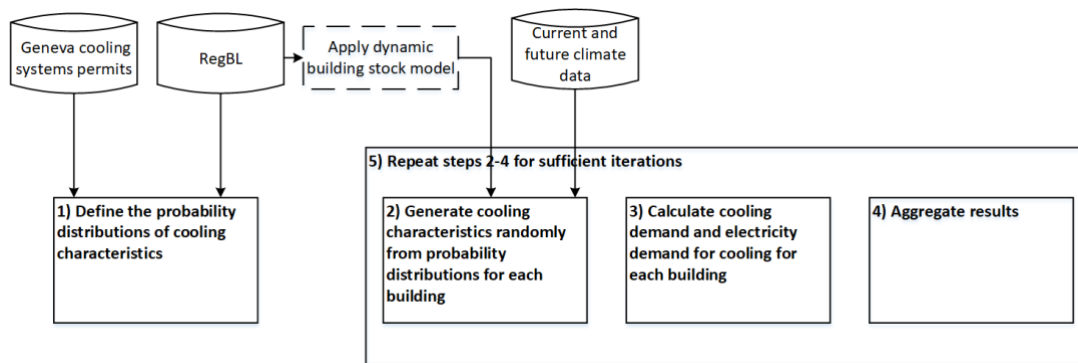 Geneva cooling
systems permits
RegBL
Apply dynamic
building stock model
Current and
future climate
data
5) Repeat steps 2-4 for sufficient iterations
1) Define the probability
distributions of cooling
characteristics
2) Generate cooling
characteristics randomly
from probability
distributions for each
building
3) Calculate cooling
demand and electricity
demand for cooling for
each building
4) Aggregate results